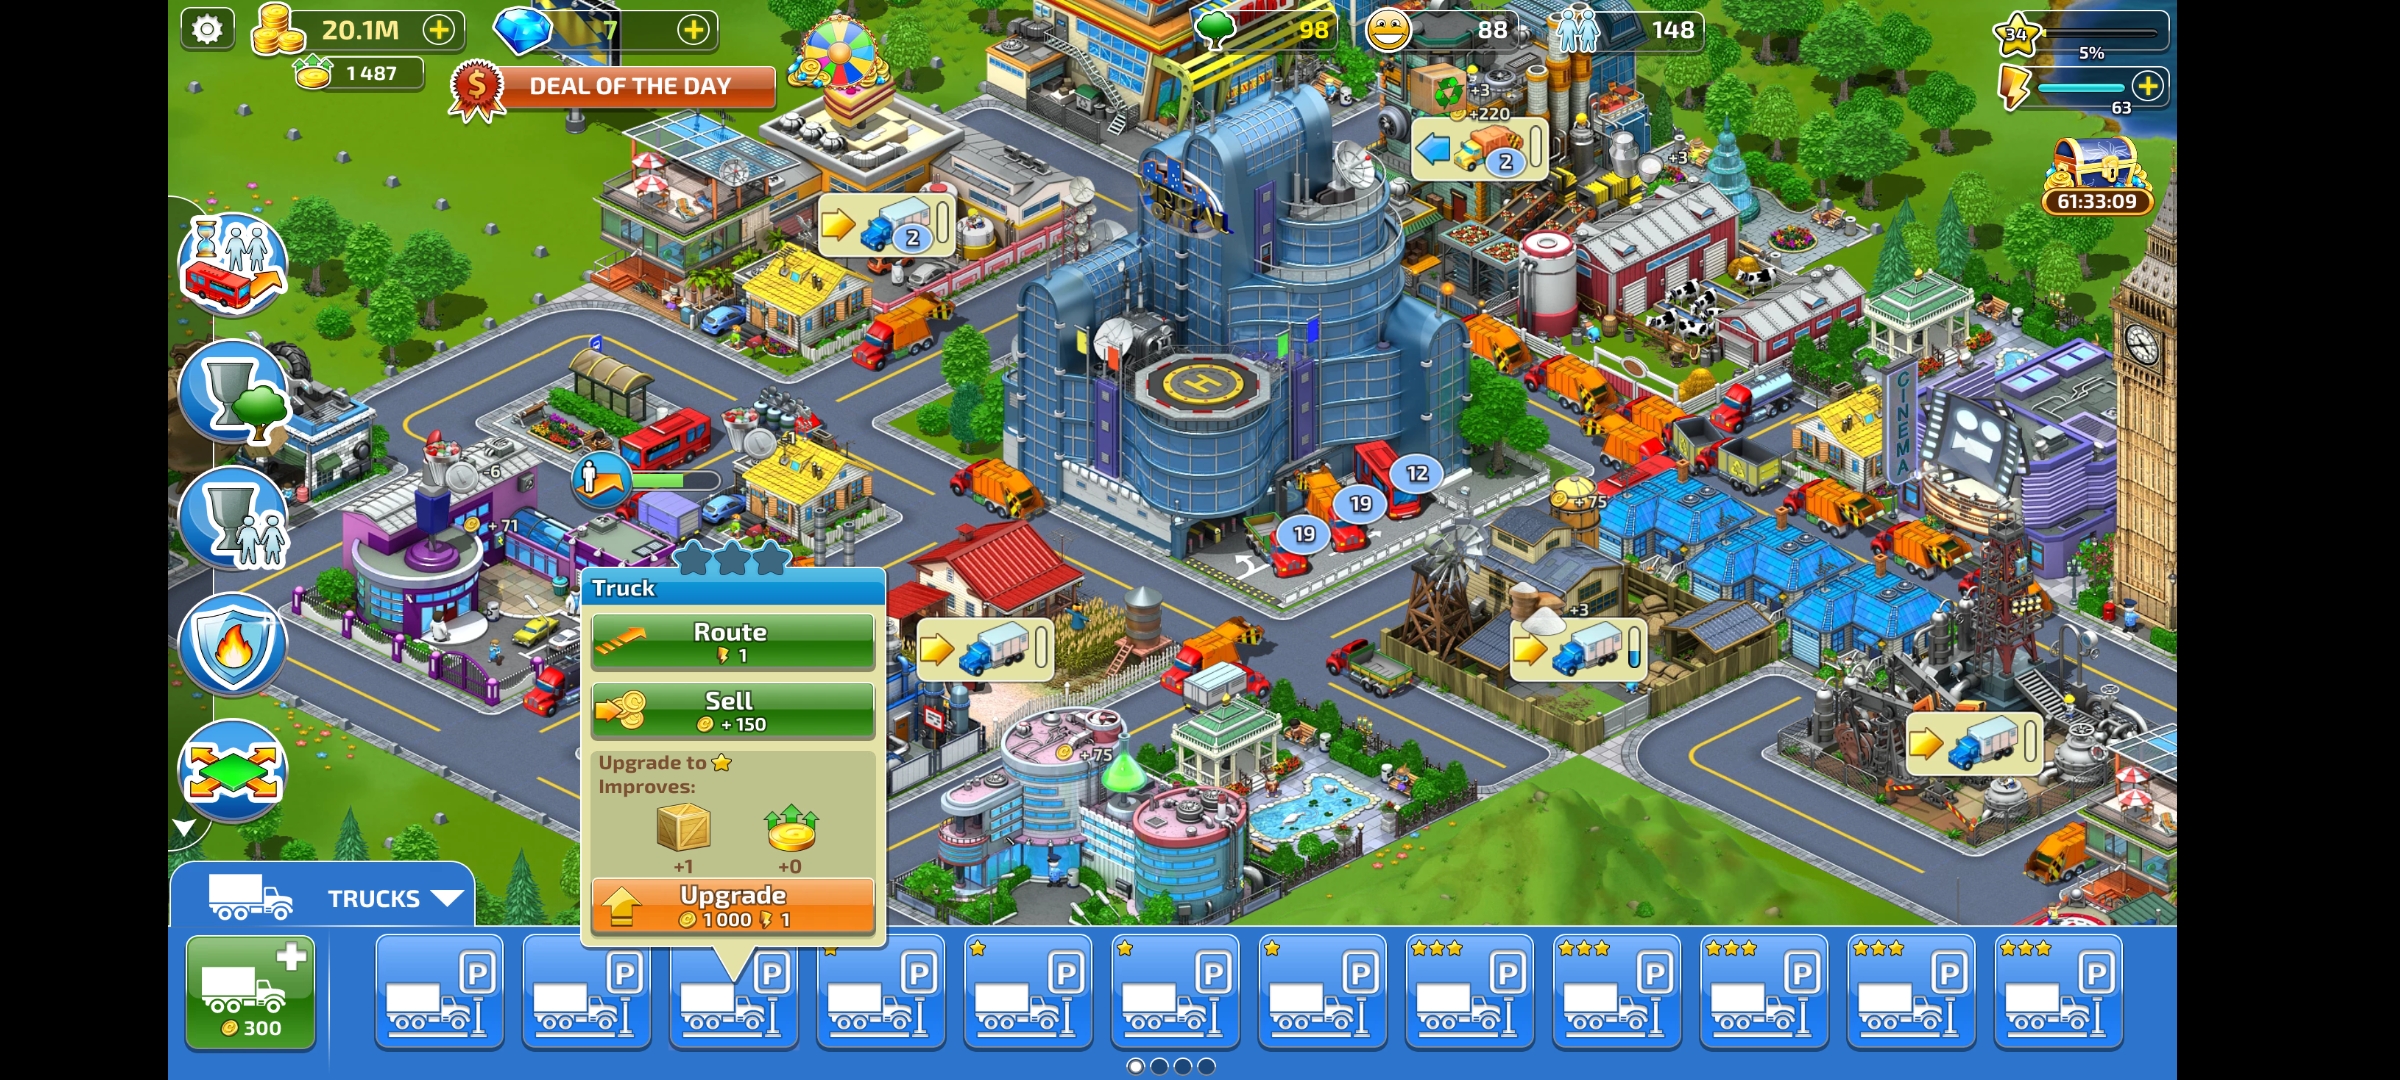 20.1M
7
98
88
148
34
5%
1 487
DEAL OF THE DAY
63
+3
+220
2
+3
61:33:09
2
CINEMA
-1
-6
12
19
19
+71
+75
Truck
+3
Route
1
Sell
+150
+75
Upgrade to
Improves:
+1
+0
Upgrade
1 000
1
TRUCKS
300
P
P
P
P
P
P
P
P
P
P
P
P
H